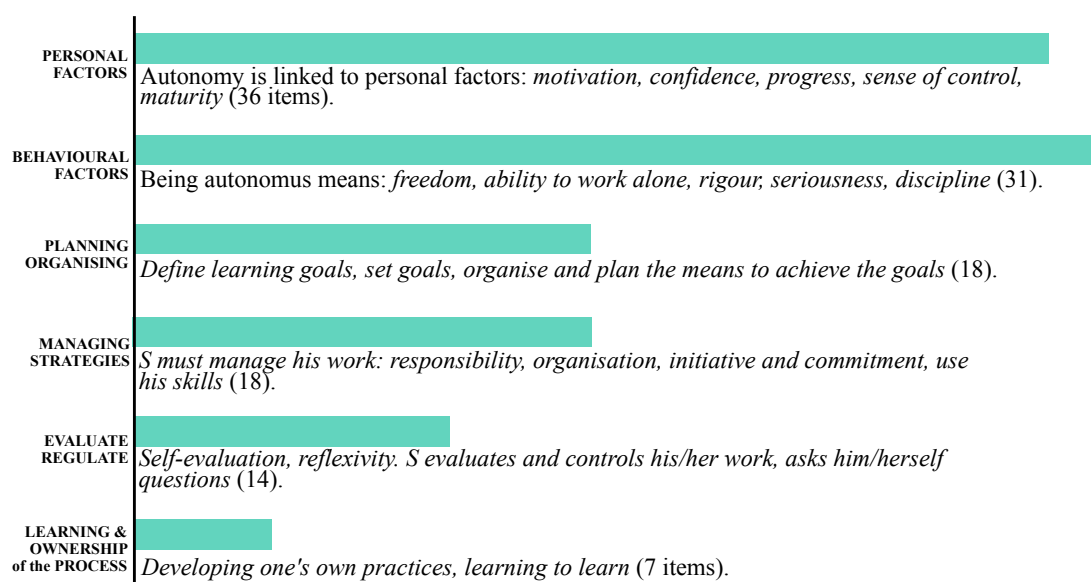 PERSONAL
FACTORS
Autonomy is linked to personal factors: motivation, confidence, progress, sense of control,
maturity (36 items).
BEHAVIOURAL
FACTORS
Being autonomus means: freedom, ability to work alone, rigour, seriousness, discipline (31).
PLANNING
ORGANISING
Define learning goals, set goals, organise and plan the means to achieve the goals (18).
MANAGING
STRATEGIES
S must manage his work: responsibility, organisation, initiative and commitment, use
his skills (18).
EVALUATE
REGULATE
Self-evaluation, reflexivity. S evaluates and controls his/her work, asks him/herself
questions (14).
LEARNING &
OWNERSHIP
of the PROCESS
Developing one's own practices, learning to learn (7 items).